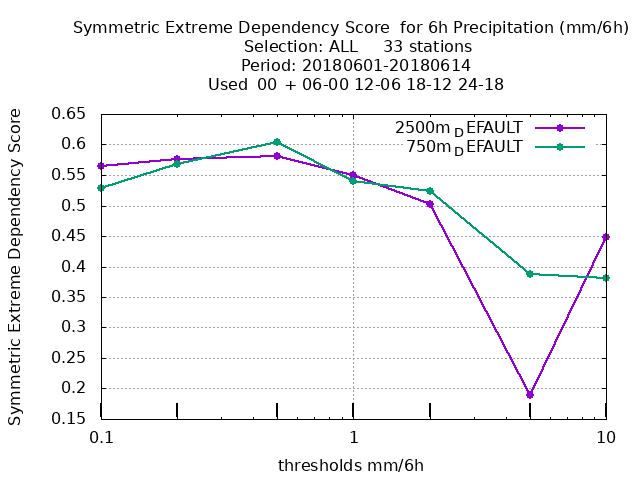 Symmetric Extreme Dependency Score  for 6h Precipitation (mm/6h)
Selection: ALL     33 stations
Period: 20180601-20180614
Used  00 + 06-00 12-06 18-12 24-18
Symmetric Extreme Dependency Score
0.65
0.6
0.55
0.5
0.45
0.4
0.35
0.3
0.25
0.2
0.15
2500m_DEFAULT
750m_DEFAULT
0.1 1 10
thresholds mm/6h